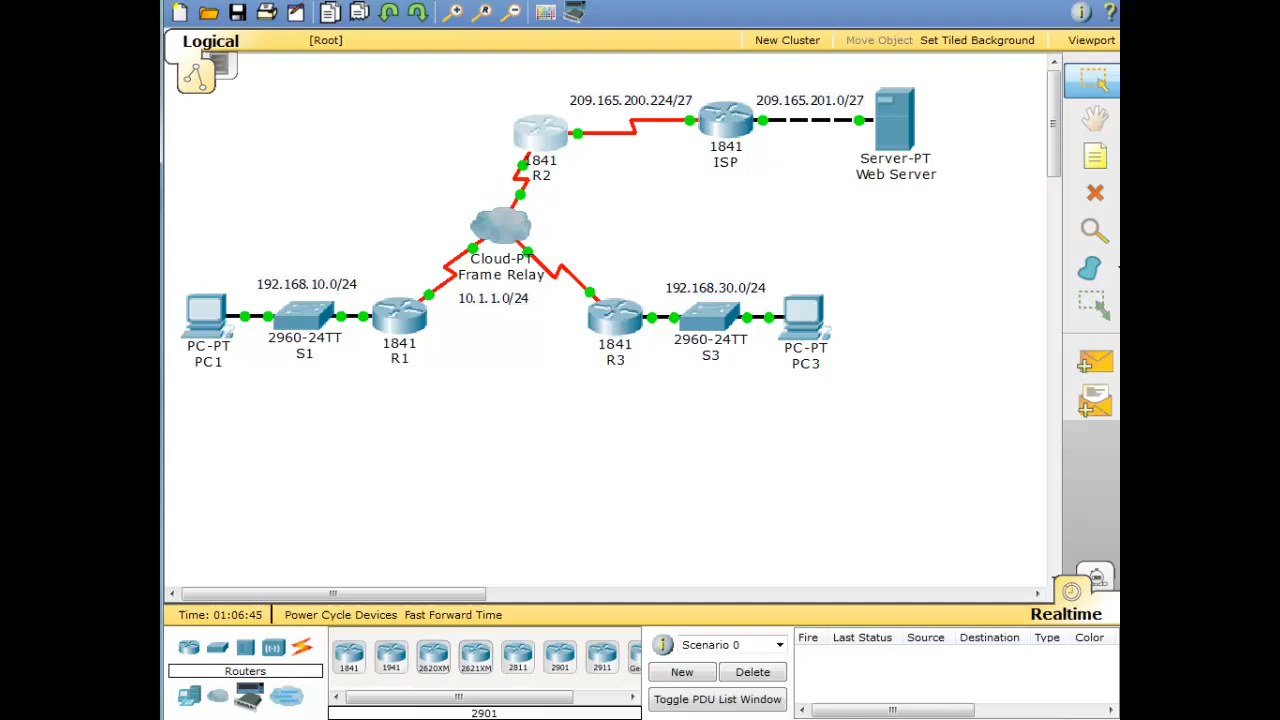 Logical
[Root]
New Cluster
Move Object
Set Tiled Background
Viewport
209.165.200.224/27
209.165.201.0/27
1841
R2
1841
ISP
Server-PT
Web Server
Cloud-PT
Frame Relay
10.1.1.0/24
192.168.10.0/24
192.168.30.0/24
PC-PT
PC1
2960-24TT
S1
1841
R1
1841
R3
2960-24TT
S3
PC-PT
PC3
Time: 01:06:45
Power Cycle Devices Fast Forward Time
Realtime
Routers
1841
1941
2620XM
2621XM
2811
2901
2911
2901
Scenario 0
New
Delete
Toggle PDU List Window
Fire
Last Status
Source
Destination
Type
Color